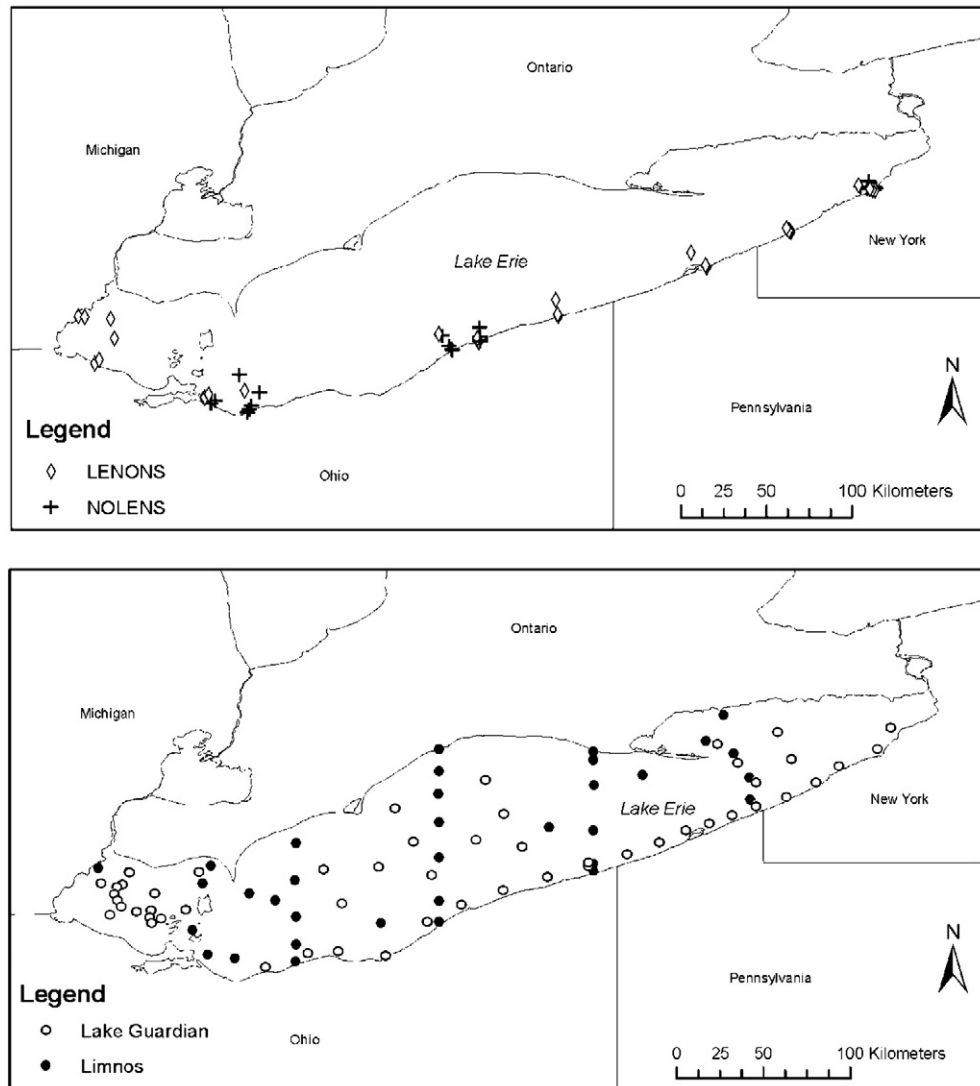 Ontario
Michigan
Lake Erie
New York
N
Legend
LENONS
NOLENS
Ohio
Pennsylvania
0 25 50 100 Kilometers
Ontario
Michigan
Lake Erie
New York
N
Legend
Lake Guardian
Limnos
Ohio
Pennsylvania
0 25 50 100 Kilometers